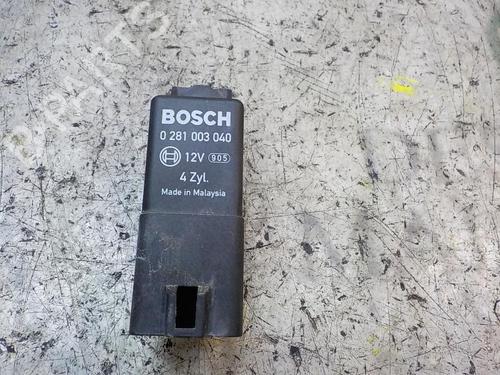 BOSCH
0 281 003 040
12V 905
4 Zyl.
Made in Malaysia